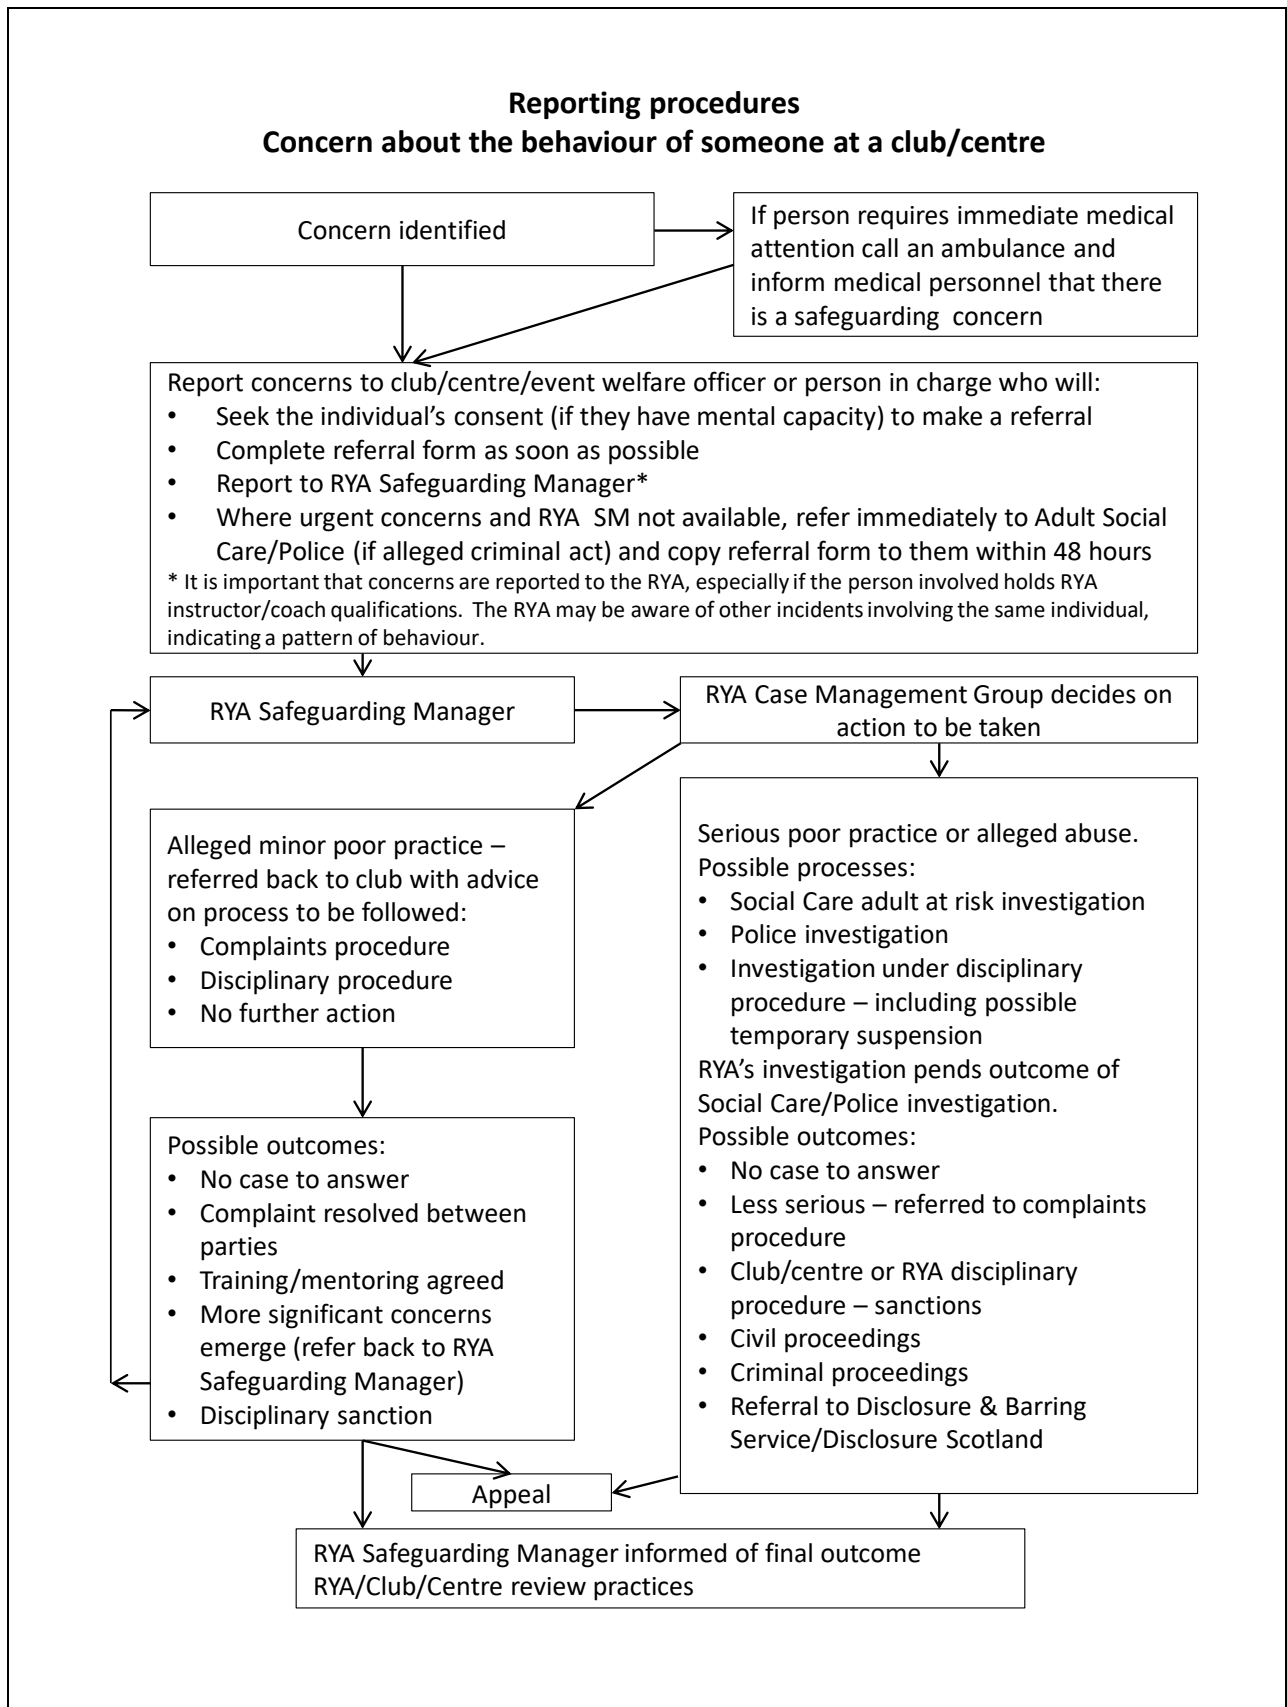 Reporting procedures
Concern about the behaviour of someone at a club/centre
Concern identified
If person requires immediate medical
attention call an ambulance and
inform medical personnel that there
is a safeguarding concern
Report concerns to club/centre/event welfare officer or person in charge who will:
• Seek the individual’s consent (if they have mental capacity) to make a referral
• Complete referral form as soon as possible
• Report to RYA Safeguarding Manager*
• Where urgent concerns and RYA SM not available, refer immediately to Adult Social
Care/Police (if alleged criminal act) and copy referral form to them within 48 hours
* It is important that concerns are reported to the RYA, especially if the person involved holds RYA
instructor/coach qualifications. The RYA may be aware of other incidents involving the same individual,
indicating a pattern of behaviour.
RYA Safeguarding Manager
RYA Case Management Group decides on
action to be taken
Alleged minor poor practice –
referred back to club with advice
on process to be followed:
• Complaints procedure
• Disciplinary procedure
• No further action
Serious poor practice or alleged abuse.
Possible processes:
• Social Care adult at risk investigation
• Police investigation
• Investigation under disciplinary
procedure – including possible
temporary suspension
RYA’s investigation pends outcome of
Social Care/Police investigation.
Possible outcomes:
• No case to answer
• Less serious – referred to complaints
procedure
• Club/centre or RYA disciplinary
procedure – sanctions
• Civil proceedings
• Criminal proceedings
• Referral to Disclosure & Barring
Service/Disclosure Scotland
Possible outcomes:
• No case to answer
• Complaint resolved between
parties
• Training/mentoring agreed
• More significant concerns
emerge (refer back to RYA
Safeguarding Manager)
• Disciplinary sanction
Appeal
RYA Safeguarding Manager informed of final outcome
RYA/Club/Centre review practices